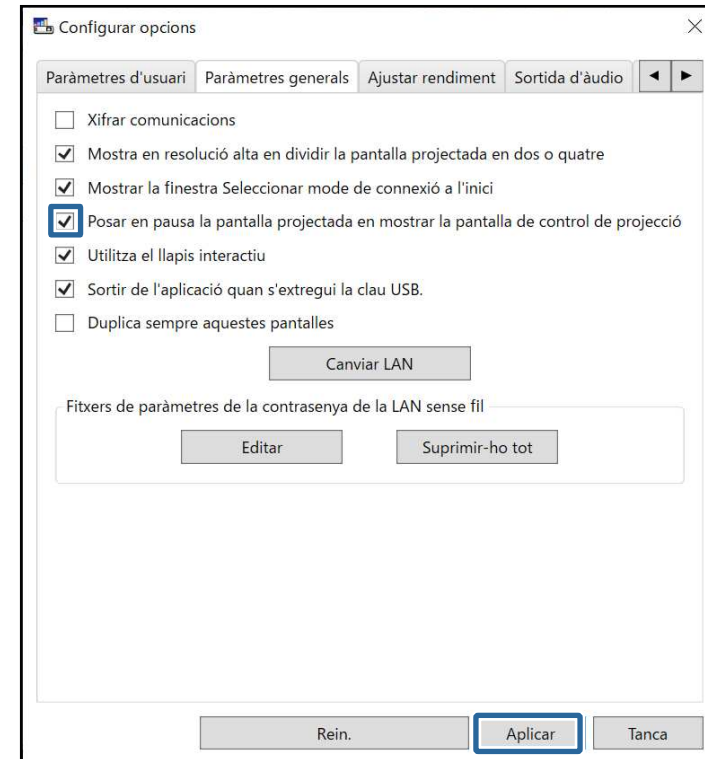 Configurar opcions
Paràmetres d'usuari Paràmetres generals Ajustar rendiment Sortida d'àudio
Xifrar comunicacions
Mostra en resolució alta en dividir la pantalla projectada en dos o quatre
Mostrar la finestra Seleccionar mode de connexió a l'inici
Posar en pausa la pantalla projectada en mostrar la pantalla de control de projecció
Utilitza el llapis interactiu
Sortir de l'aplicació quan s'extregui la clau USB.
Duplica sempre aquestes pantalles
Canviar LAN
Fitxers de paràmetres de la contrasenya de la LAN sense fil
Editar Suprimir-ho tot
Rein. Aplicar Tanca